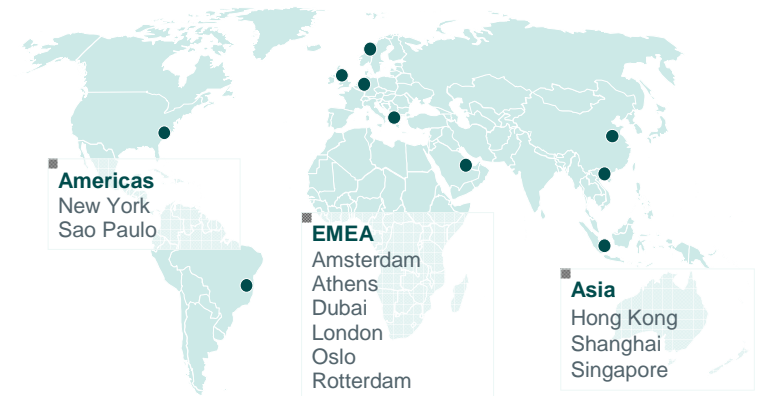 Americas
New York
Sao Paulo
EMEA
Amsterdam
Athens
Dubai
London
Oslo
Rotterdam
Asia
Hong Kong
Shanghai
Singapore